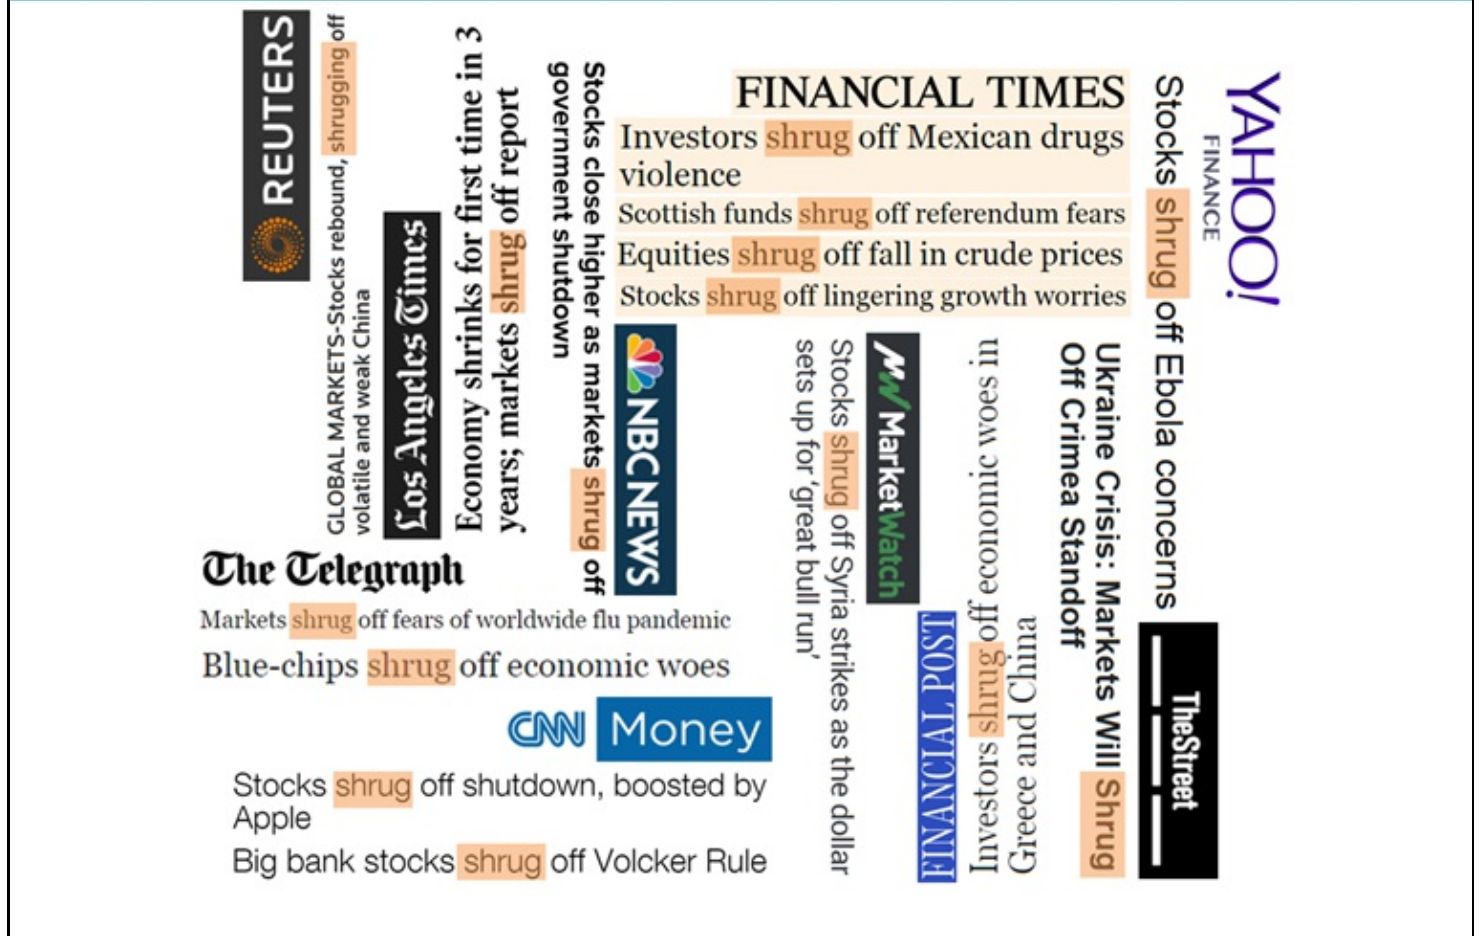 REUTERS
GLOBAL MARKETS-Stocks rebound, shrugging off
volatile and weak China
Los Angeles Times
Economy shrinks for first time in 3
years; markets shrug off report
Stocks close higher as markets shrug off
government shutdown
NBC NEWS
FINANCIAL TIMES
Investors shrug off Mexican drugs
violence
Scottish funds shrug off referendum fears
Equities shrug off fall in crude prices
Stocks shrug off lingering growth worries
YAHOO!
FINANCE
Stocks shrug off Ebola concerns
MW MarketWatch
Stocks shrug off Syria strikes as the dollar
sets up for ‘great bull run’
FINANCIAL POST
Investors shrug off economic woes in
Greece and China
TheStreet
Ukraine Crisis: Markets Will Shrug
Off Crimea Standoff
The Telegraph
Markets shrug off fears of worldwide flu pandemic
Blue-chips shrug off economic woes
CNN Money
Stocks shrug off shutdown, boosted by
Apple
Big bank stocks shrug off Volcker Rule